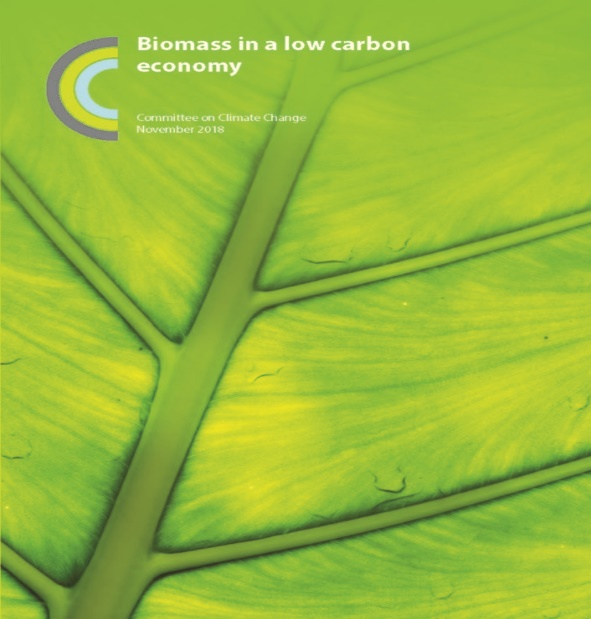 Biomass in a low carbon
economy
Committee on Climate Change
November 2018